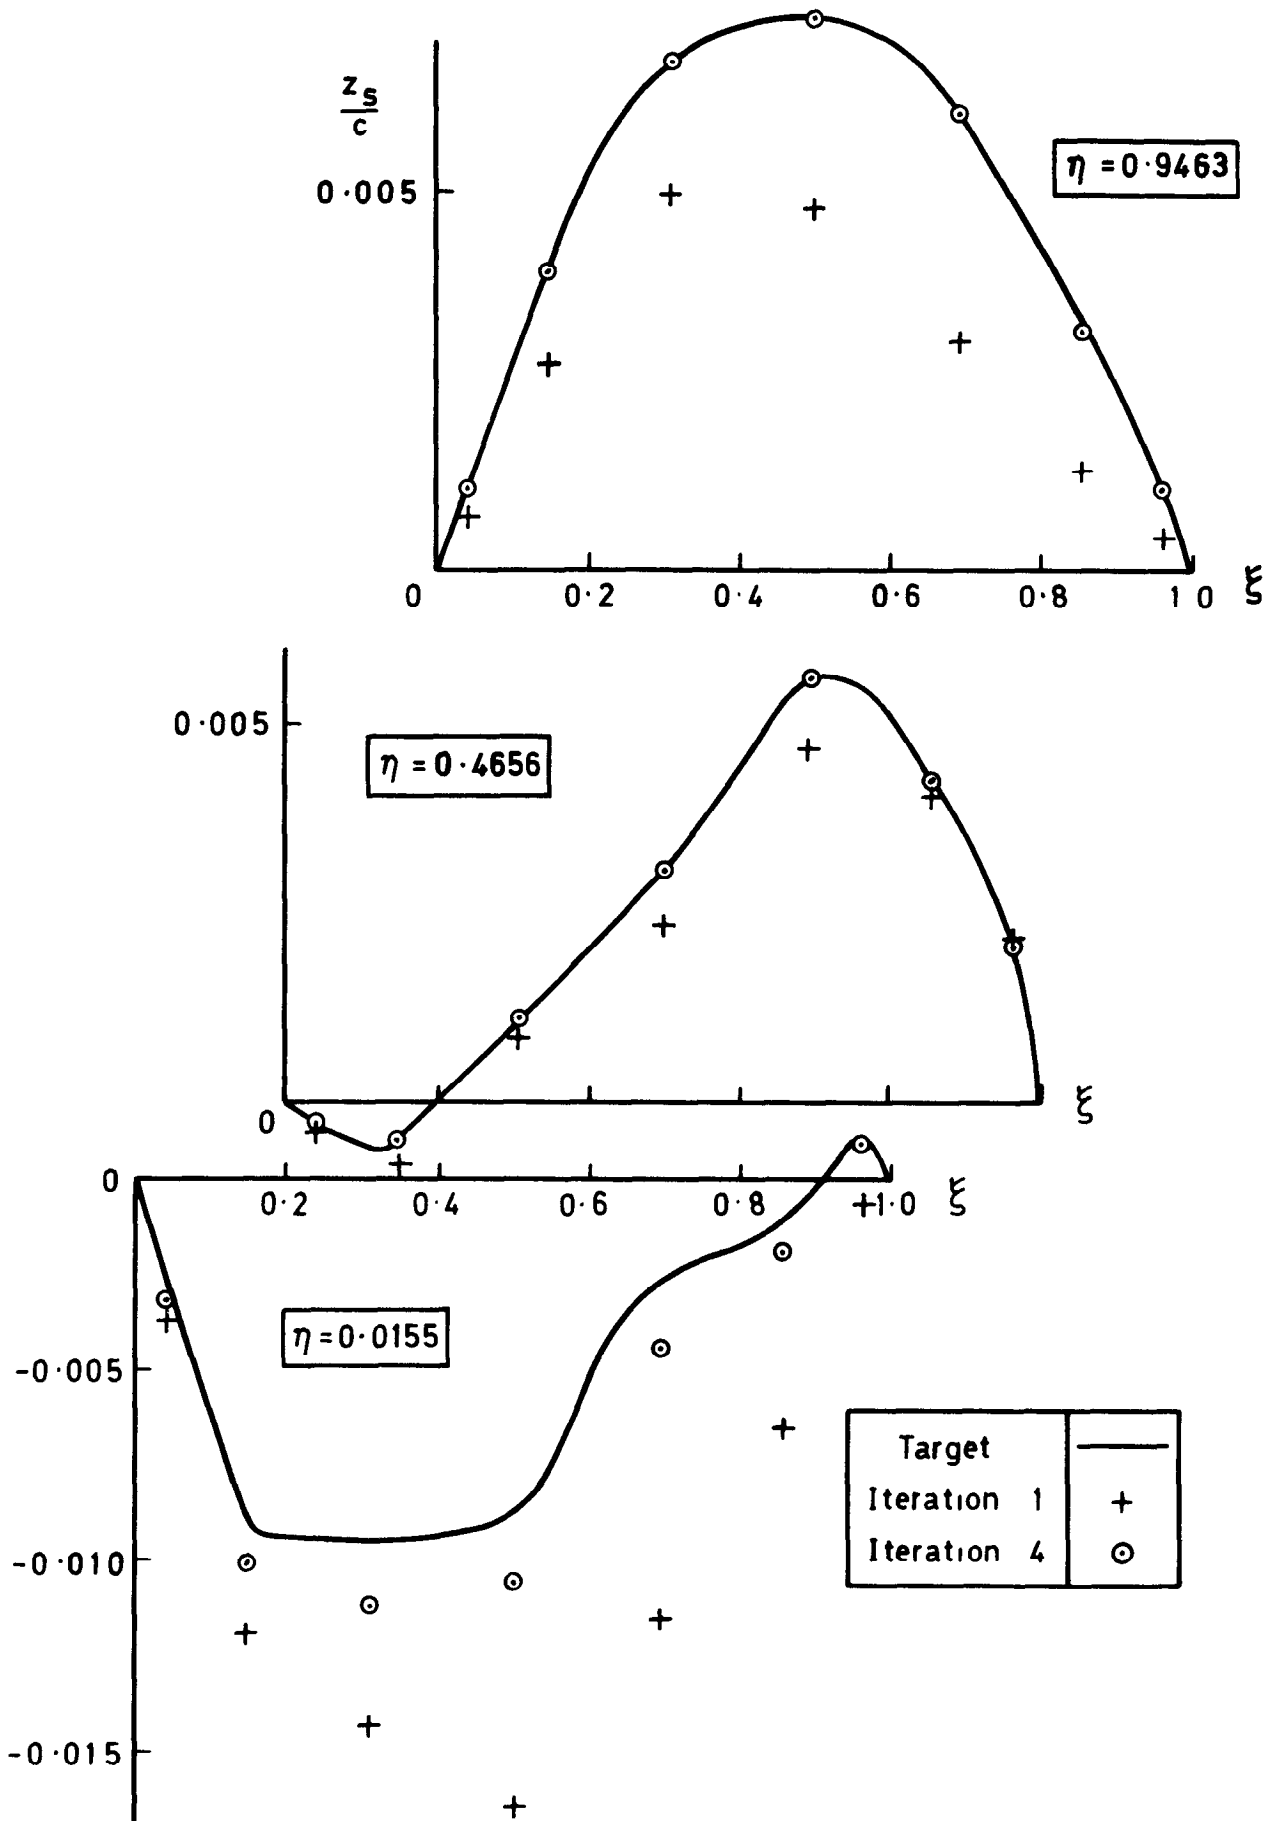 z_s
c
0·005
η = 0·9463
0 0·2 0·4 0·6 0·8 1 0 ξ
0·005
η = 0·4656
0 ξ
0
0·2 0·4 0·6 0·8 1·0 ξ
η = 0·0155
-0·005
-0·010
-0·015
Target
Iteration 1 +
Iteration 4 ⊙